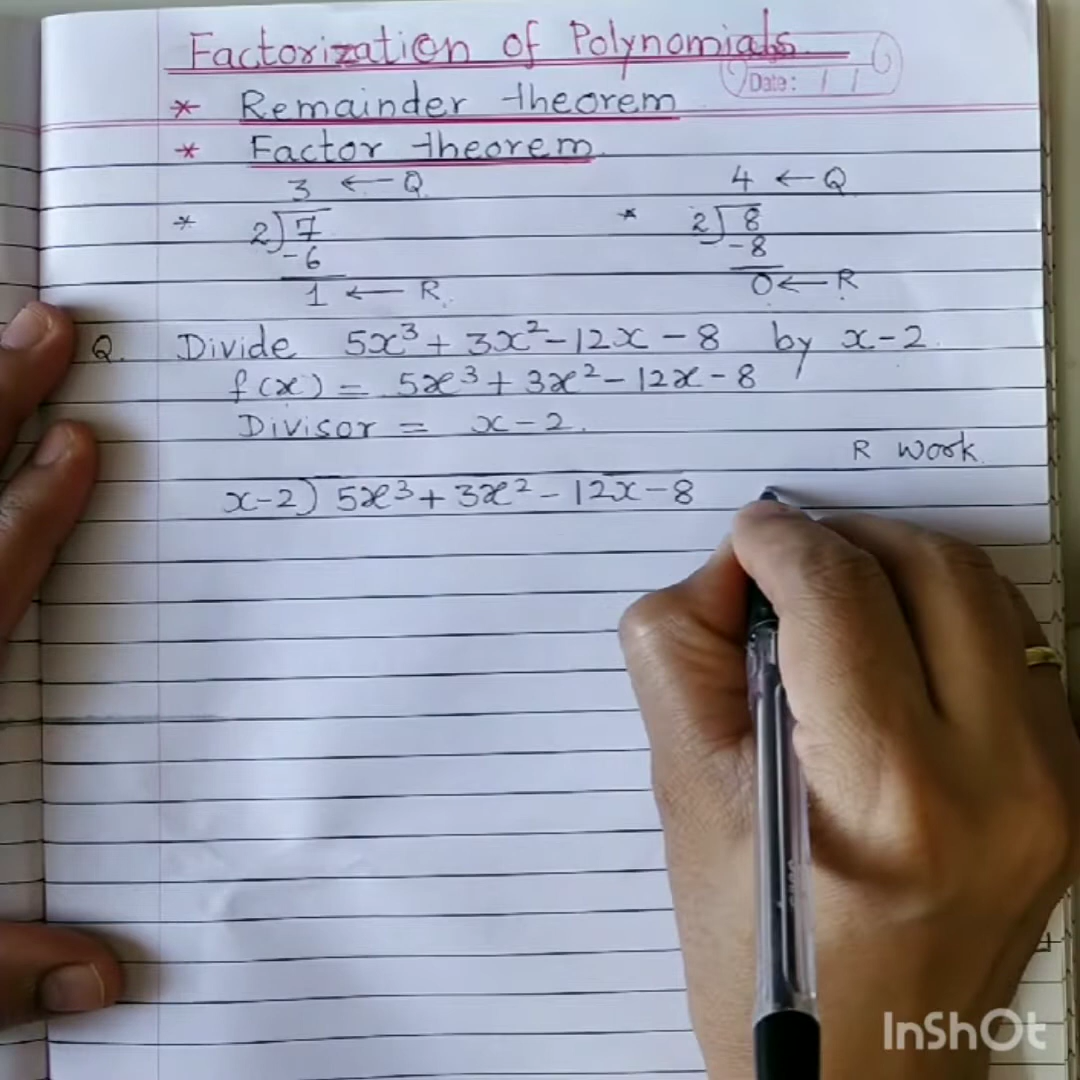 Factorization of Polynomials
Date: / /
* Remainder theorem
* Factor theorem
3 ← Q
4 ← Q
* 2) 7
* 2) 8
-6
-8
1 ← R.
0 ← R
Q. Divide 5x³ + 3x² - 12x - 8 by x - 2.
f(x) = 5x³ + 3x² - 12x - 8
Divisor = x - 2.
R work.
x-2) 5x³ + 3x² - 12x - 8
InShOt